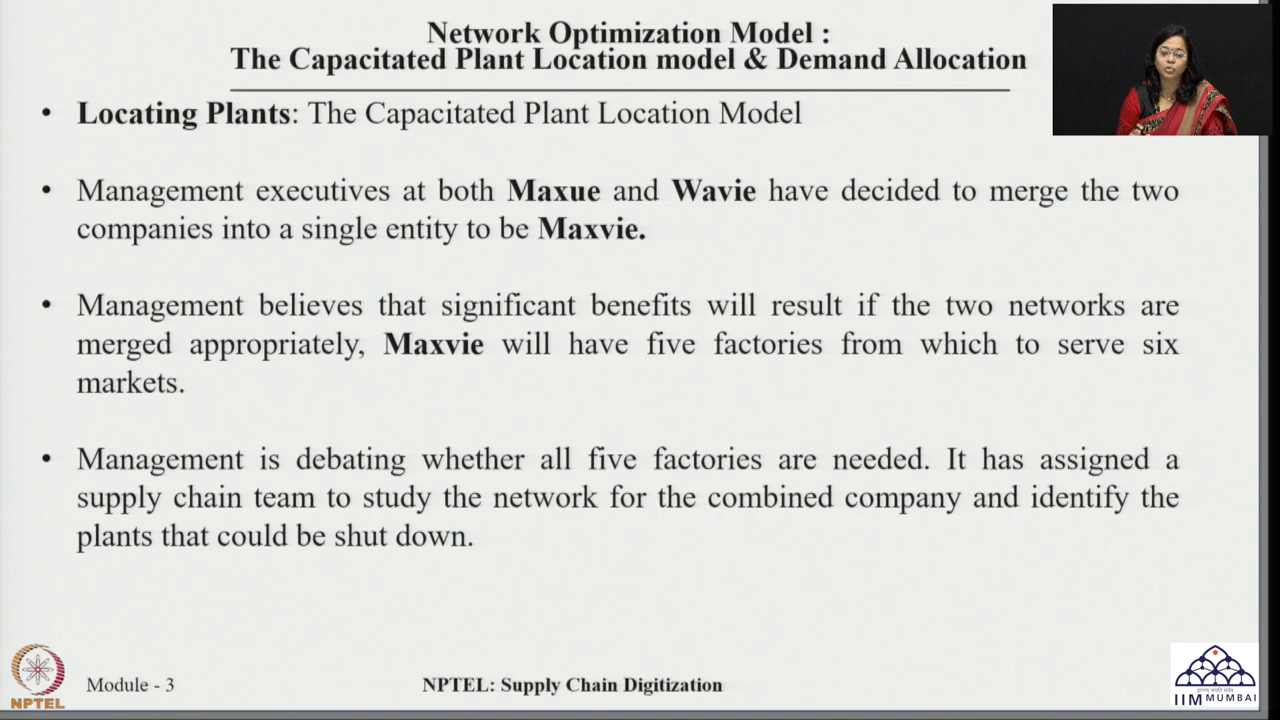 Network Optimization Model :
The Capacitated Plant Location model & Demand Allocation
• Locating Plants: The Capacitated Plant Location Model
• Management executives at both Maxue and Wavie have decided to merge the two
companies into a single entity to be Maxvie.
• Management believes that significant benefits will result if the two networks are
merged appropriately, Maxvie will have five factories from which to serve six
markets.
• Management is debating whether all five factories are needed. It has assigned a
supply chain team to study the network for the combined company and identify the
plants that could be shut down.
NPTEL
Module - 3
NPTEL: Supply Chain Digitization
IIM MUMBAI